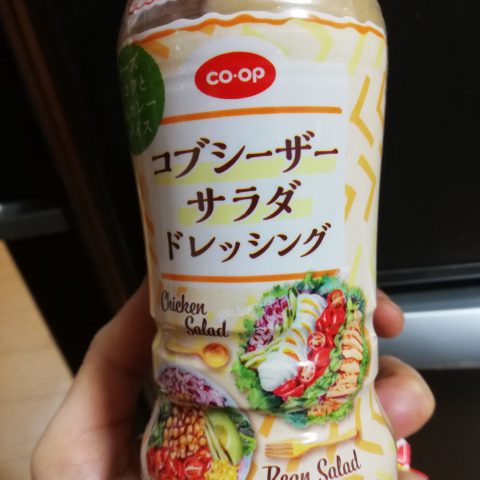 co·op
コブシーザー
サラダ
ドレッシング
Chicken
Salad
Bean Salad